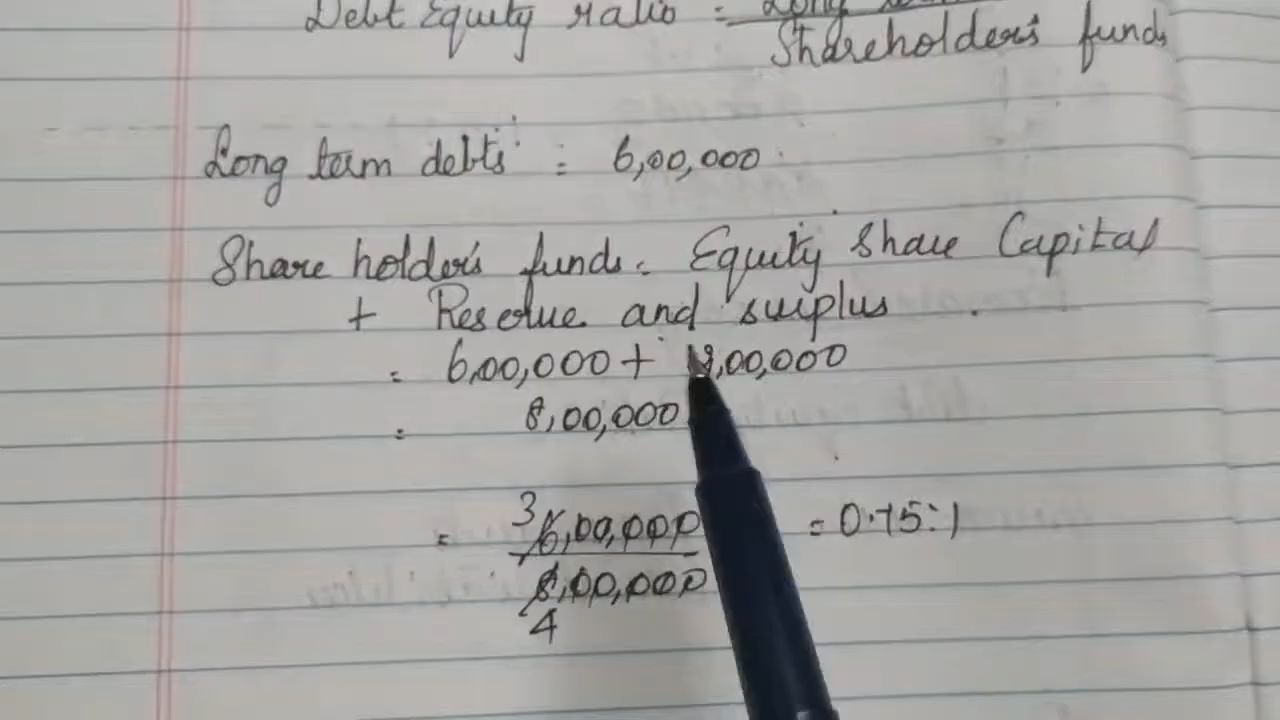 Debt Equity ratio = Long
Shareholder's funds
Long term debts : 6,00,000
Share holder's funds = Equity share Capital
+ Reserve and surplus
= 6,00,000 + ,00,000
= 8,00,000
= 3 6,00,000 = 0.75:1
8,00,000
4